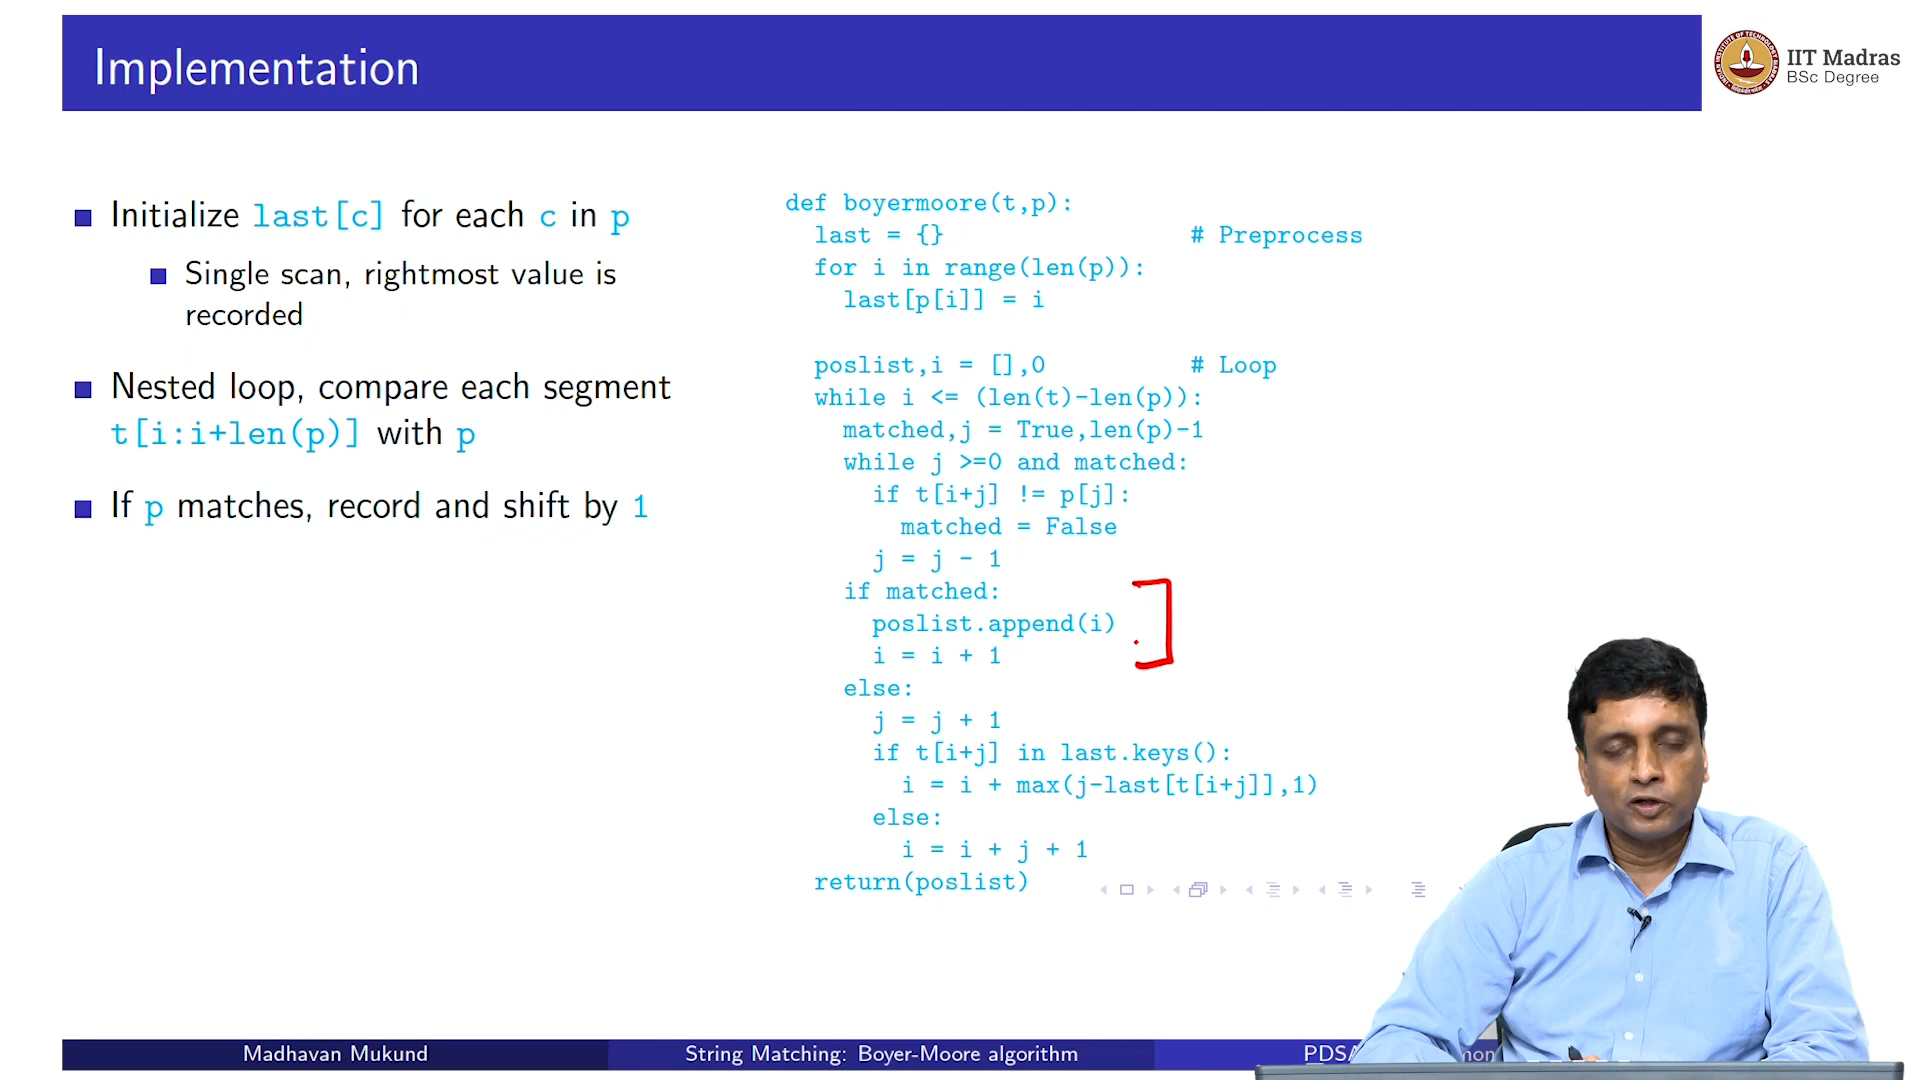 Implementation
IIT Madras
BSc Degree
Initialize last[c] for each c in p
Single scan, rightmost value is
recorded
Nested loop, compare each segment
t[i:i+len(p)] with p
If p matches, record and shift by 1
def boyermoore(t,p):
last = {} # Preprocess
for i in range(len(p)):
last[p[i]] = i
poslist,i = [],0 # Loop
while i <= (len(t)-len(p)):
matched,j = True,len(p)-1
while j >=0 and matched:
if t[i+j] != p[j]:
matched = False
j = j - 1
if matched:
poslist.append(i)
i = i + 1
else:
j = j + 1
if t[i+j] in last.keys():
i = i + max(j-last[t[i+j]],1)
else:
i = i + j + 1
return(poslist)
Madhavan Mukund
String Matching: Boyer-Moore algorithm